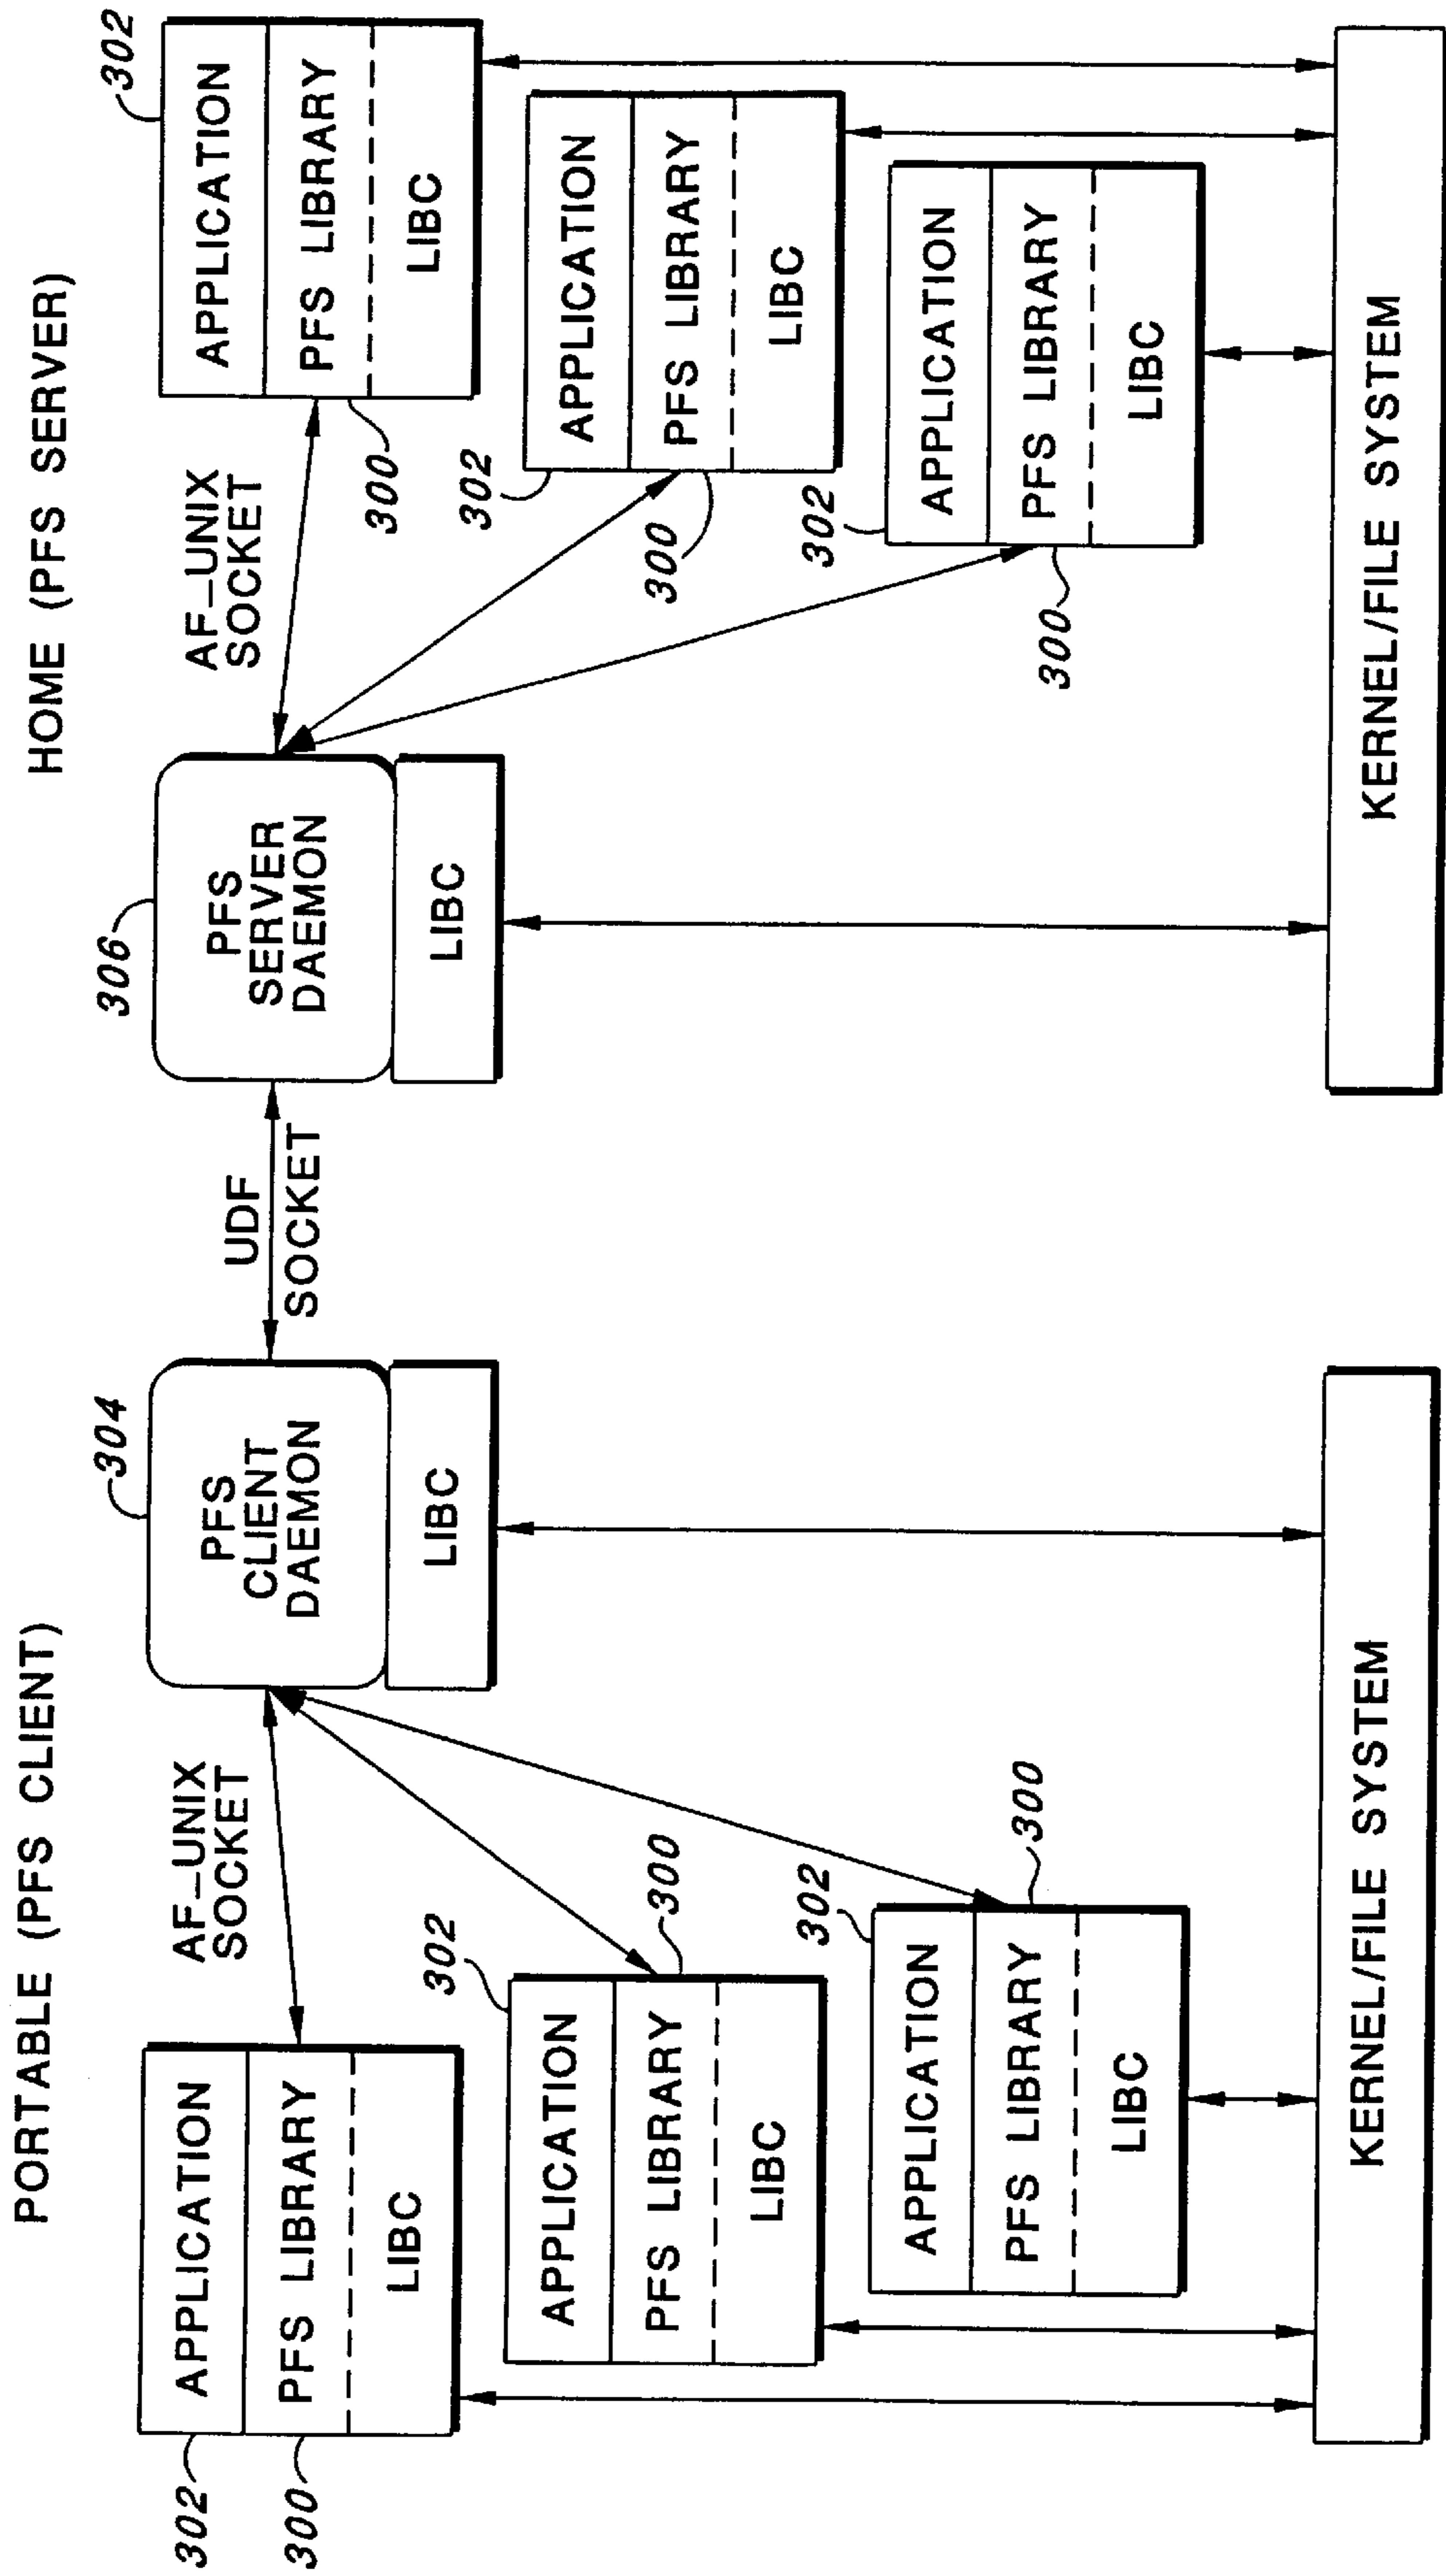 PORTABLE (PFS CLIENT)
HOME (PFS SERVER)
302
300
APPLICATION
PFS LIBRARY
LIBC
AF_UNIX
SOCKET
302
300
APPLICATION
PFS LIBRARY
LIBC
302
300
APPLICATION
PFS LIBRARY
LIBC
304
PFS
CLIENT
DAEMON
LIBC
UDF
SOCKET
306
PFS
SERVER
DAEMON
LIBC
AF_UNIX
SOCKET
302
300
APPLICATION
PFS LIBRARY
LIBC
302
300
APPLICATION
PFS LIBRARY
LIBC
302
300
APPLICATION
PFS LIBRARY
LIBC
KERNEL/FILE SYSTEM
KERNEL/FILE SYSTEM